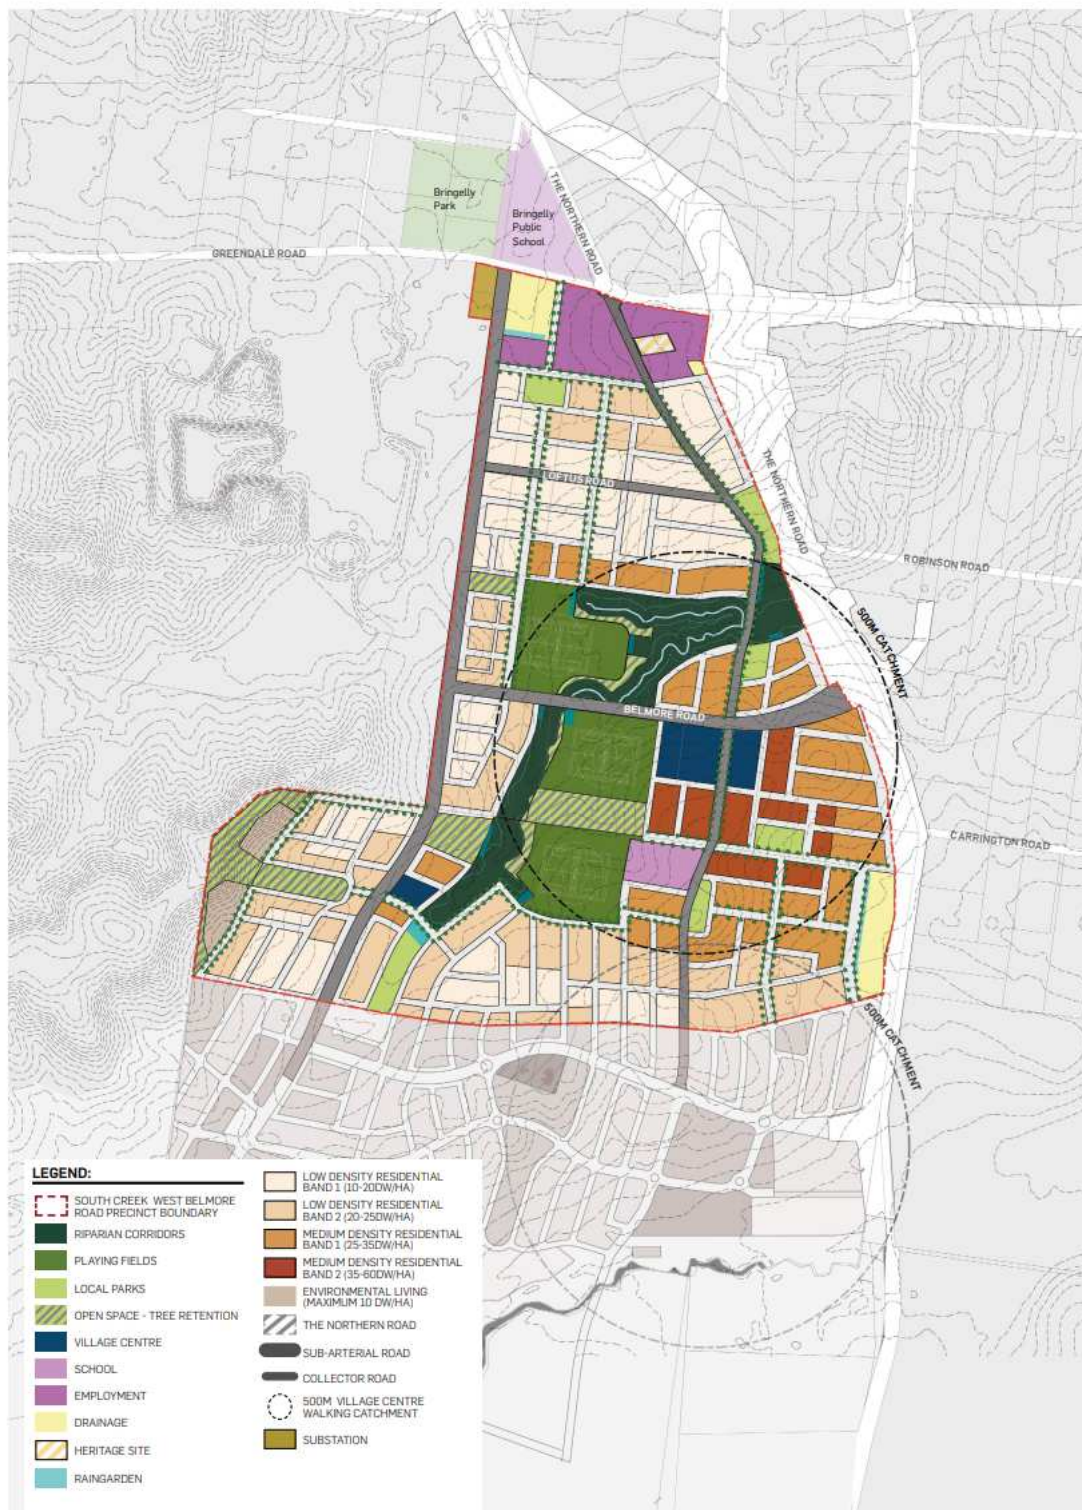 Bringelly
Park
Bringelly
Public
School
THE NORTHERN ROAD
GREENDALE ROAD
LOFTUS ROAD
THE NORTHERN ROAD
ROBINSON ROAD
500M CATCHMENT
BELMORE ROAD
CARRINGTON ROAD
500M CATCHMENT
LEGEND:
SOUTH CREEK WEST BELMORE
ROAD PRECINCT BOUNDARY
RIPARIAN CORRIDORS
PLAYING FIELDS
LOCAL PARKS
OPEN SPACE - TREE RETENTION
VILLAGE CENTRE
SCHOOL
EMPLOYMENT
DRAINAGE
HERITAGE SITE
RAINGARDEN
LOW DENSITY RESIDENTIAL
BAND 1 (10-20DW/HA)
LOW DENSITY RESIDENTIAL
BAND 2 (20-25DW/HA)
MEDIUM DENSITY RESIDENTIAL
BAND 1 (25-35DW/HA)
MEDIUM DENSITY RESIDENTIAL
BAND 2 (35-60DW/HA)
ENVIRONMENTAL LIVING
(MAXIMUM 10 DW/HA)
THE NORTHERN ROAD
SUB-ARTERIAL ROAD
COLLECTOR ROAD
500M VILLAGE CENTRE
WALKING CATCHMENT
SUBSTATION